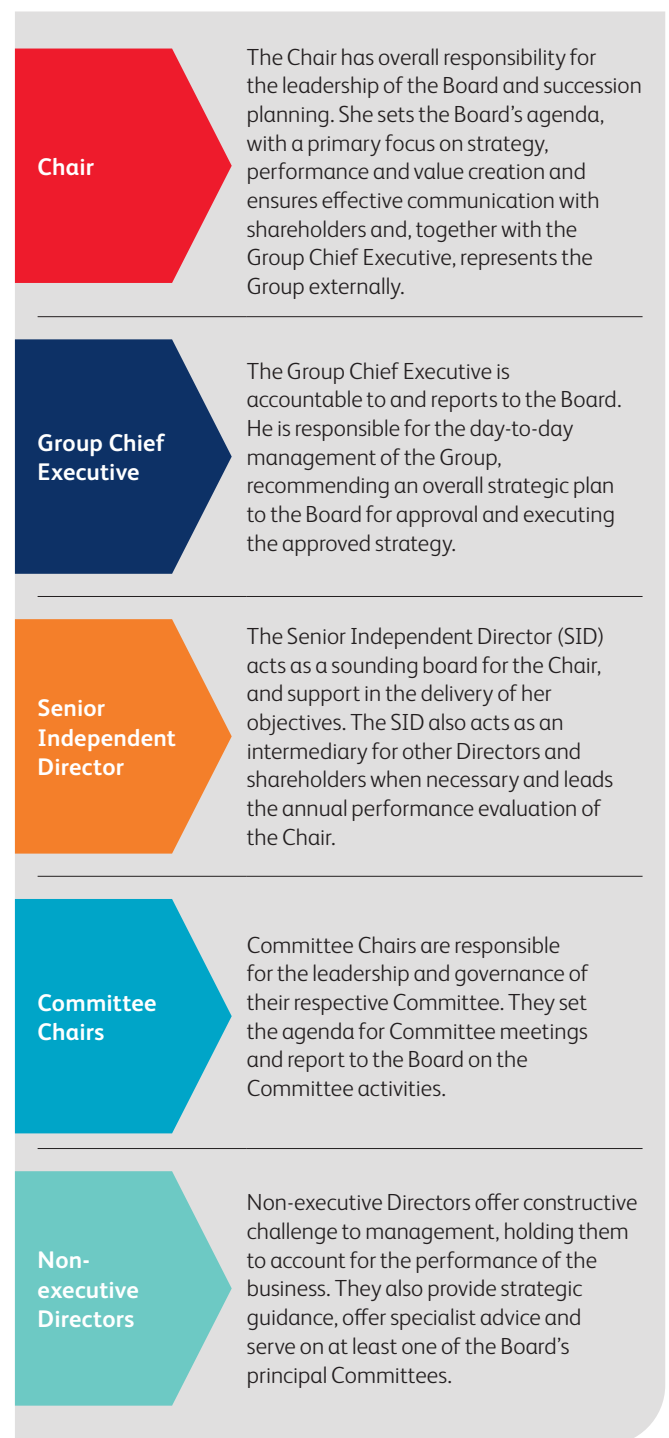 Chair
The Chair has overall responsibility for
the leadership of the Board and succession
planning. She sets the Board’s agenda,
with a primary focus on strategy,
performance and value creation and
ensures effective communication with
shareholders and, together with the
Group Chief Executive, represents the
Group externally.
Group Chief
Executive
The Group Chief Executive is
accountable to and reports to the Board.
He is responsible for the day-to-day
management of the Group,
recommending an overall strategic plan
to the Board for approval and executing
the approved strategy.
Senior
Independent
Director
The Senior Independent Director (SID)
acts as a sounding board for the Chair,
and support in the delivery of her
objectives. The SID also acts as an
intermediary for other Directors and
shareholders when necessary and leads
the annual performance evaluation of
the Chair.
Committee
Chairs
Committee Chairs are responsible
for the leadership and governance of
their respective Committee. They set
the agenda for Committee meetings
and report to the Board on the
Committee activities.
Non-
executive
Directors
Non-executive Directors offer constructive
challenge to management, holding them
to account for the performance of the
business. They also provide strategic
guidance, offer specialist advice and
serve on at least one of the Board’s
principal Committees.